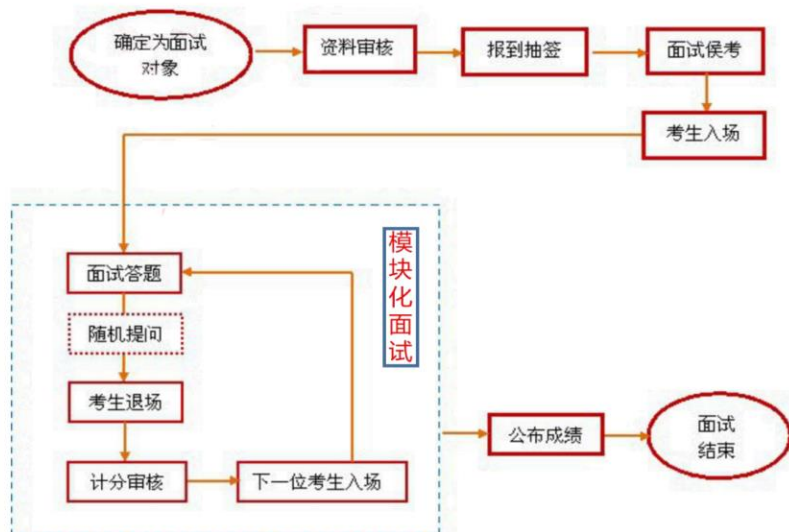 确定为面试
对象
资料审核
报到抽签
面试侯考
考生入场
模块化面试
面试答题
随机提问
考生退场
计分审核
下一位考生入场
公布成绩
面试
结束